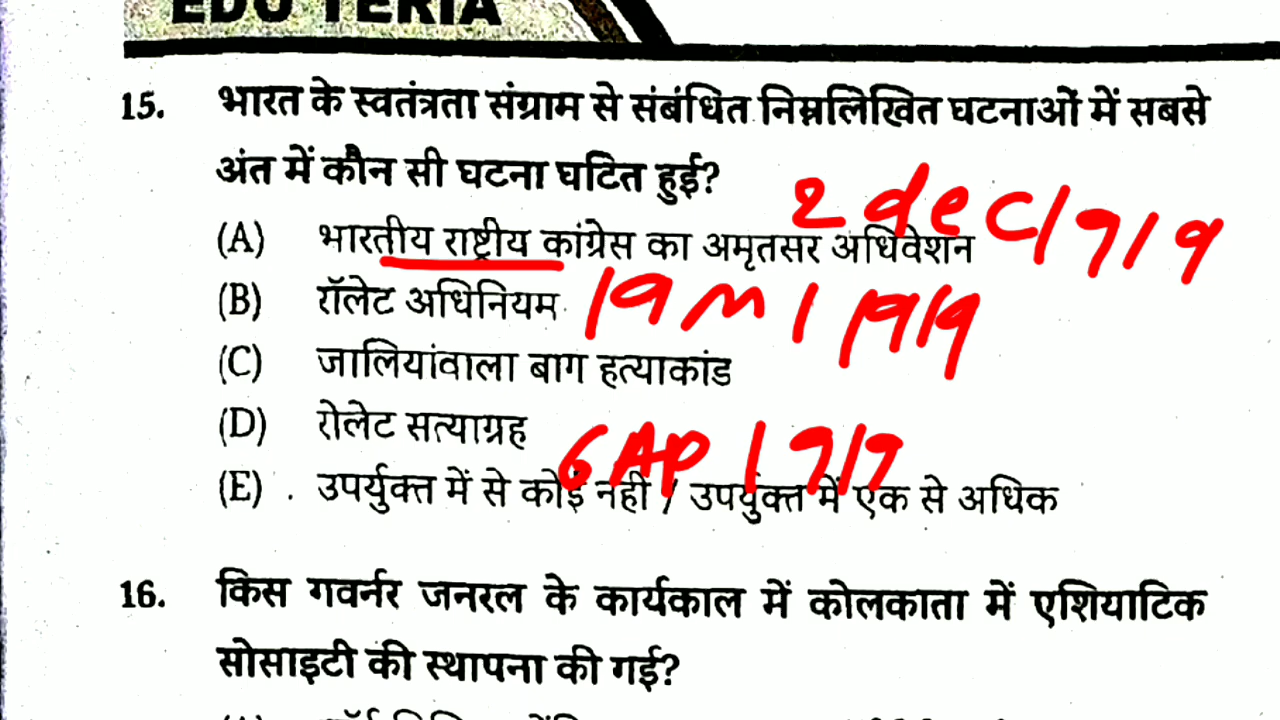 EDU TERIA
15. भारत के स्वतंत्रता संग्राम से संबंधित निम्नलिखित घटनाओं में सबसे
अंत में कौन सी घटना घटित हुई?
2 dec/919
(A) भारतीय राष्ट्रीय कांग्रेस का अमृतसर अधिवेशन
(B) रॉलेट अधिनियम 19 m 1919
(C) जालियांवाला बाग हत्याकांड
(D) रोलेट सत्याग्रह 6 AP 1919
(E) . उपर्युक्त में से कोई नहीं / उपर्युक्त में एक से अधिक
16. किस गवर्नर जनरल के कार्यकाल में कोलकाता में एशियाटिक
सोसाइटी की स्थापना की गई?